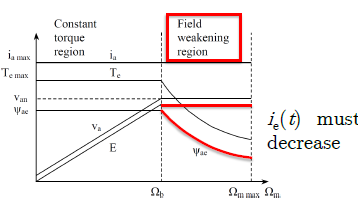 Constant
torque
region
Field
weakening
region
i_a max
i_a
T_e max
T_e
v_an
ψ_ae
v_a
E
ψ_ae
i_e(t) must
decrease
Ω_b
Ω_m max
Ω_m